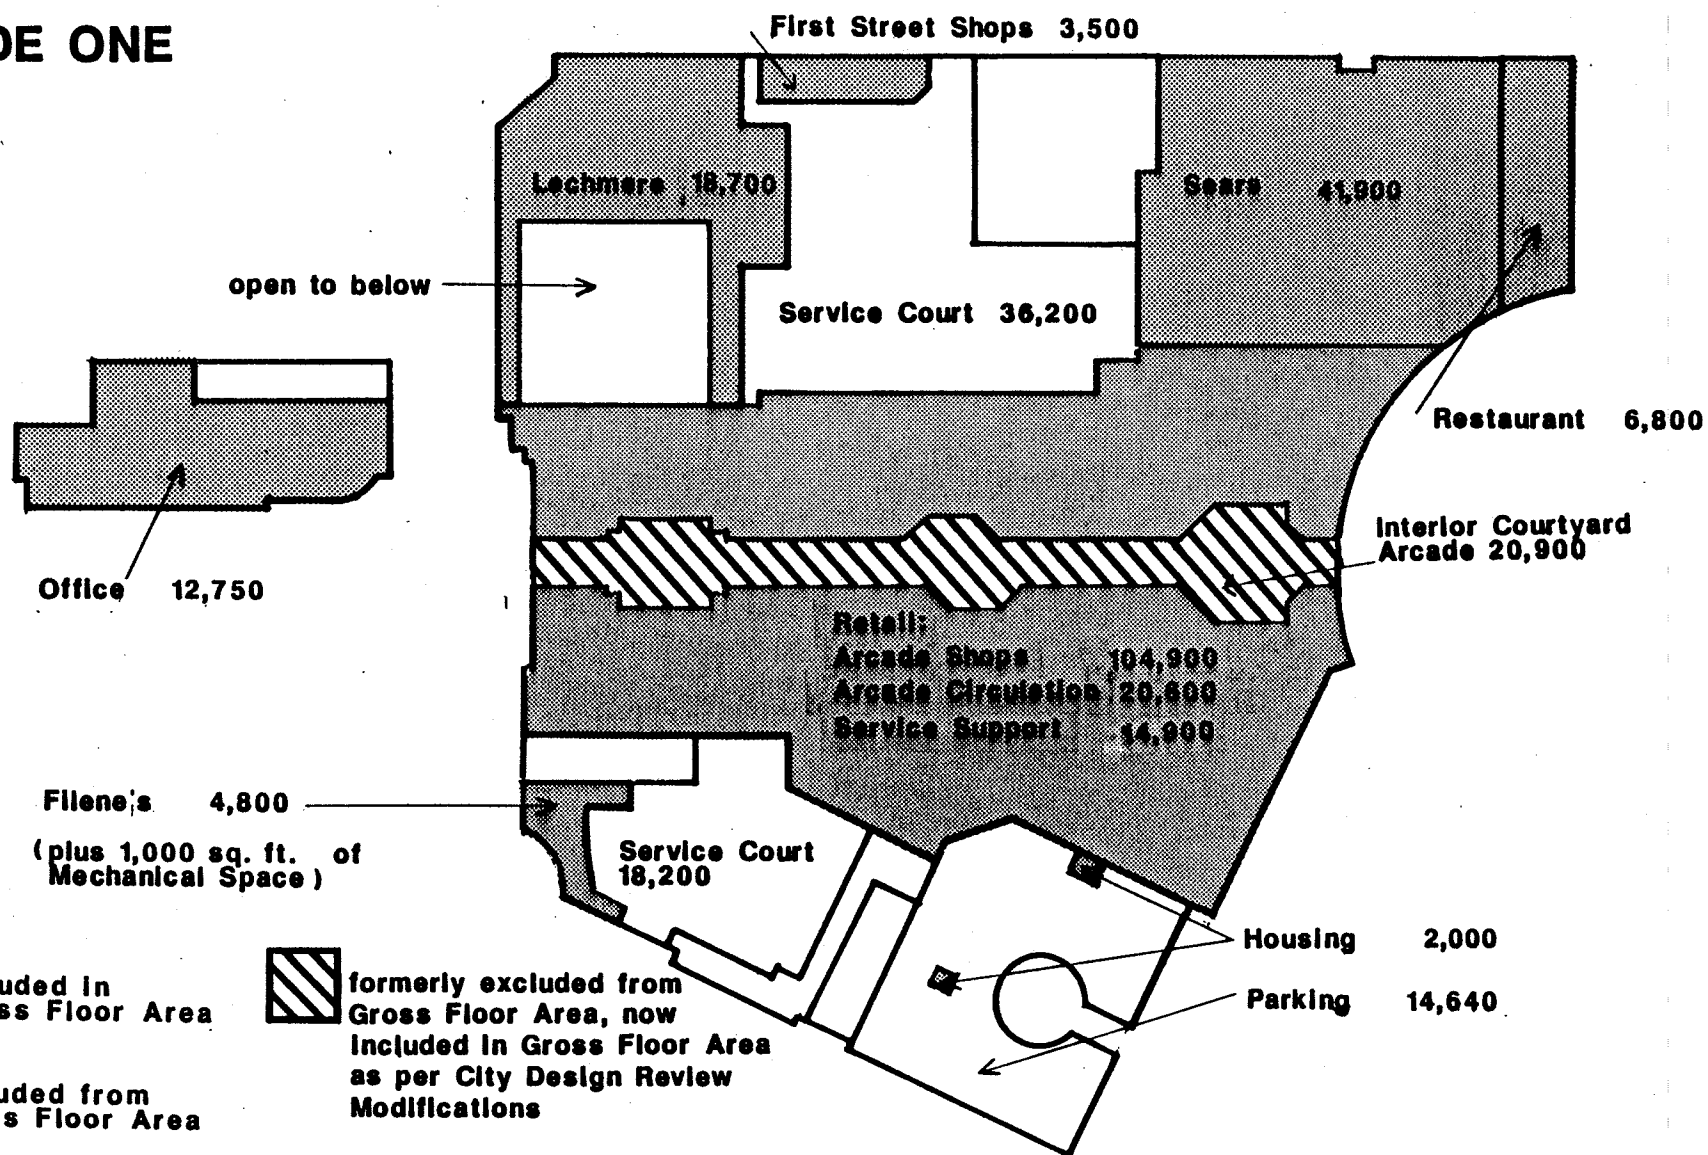 DE ONE
First Street Shops 3,500
Lechmere 18,700
Sears 41,900
open to below
Service Court 36,200
Restaurant 6,800
Interior Courtyard
Arcade 20,900
Office 12,750
Retail:
Arcade Shops 104,900
Arcade Circulation
Service Support 14,900
Filene's 4,800
(plus 1,000 sq. ft. of
Mechanical Space)
Service Court
18,200
Housing 2,000
Parking 14,640
uded in
ss Floor Area
formerly excluded from
Gross Floor Area, now
included in Gross Floor Area
as per City Design Review
Modifications
uded from
s Floor Area